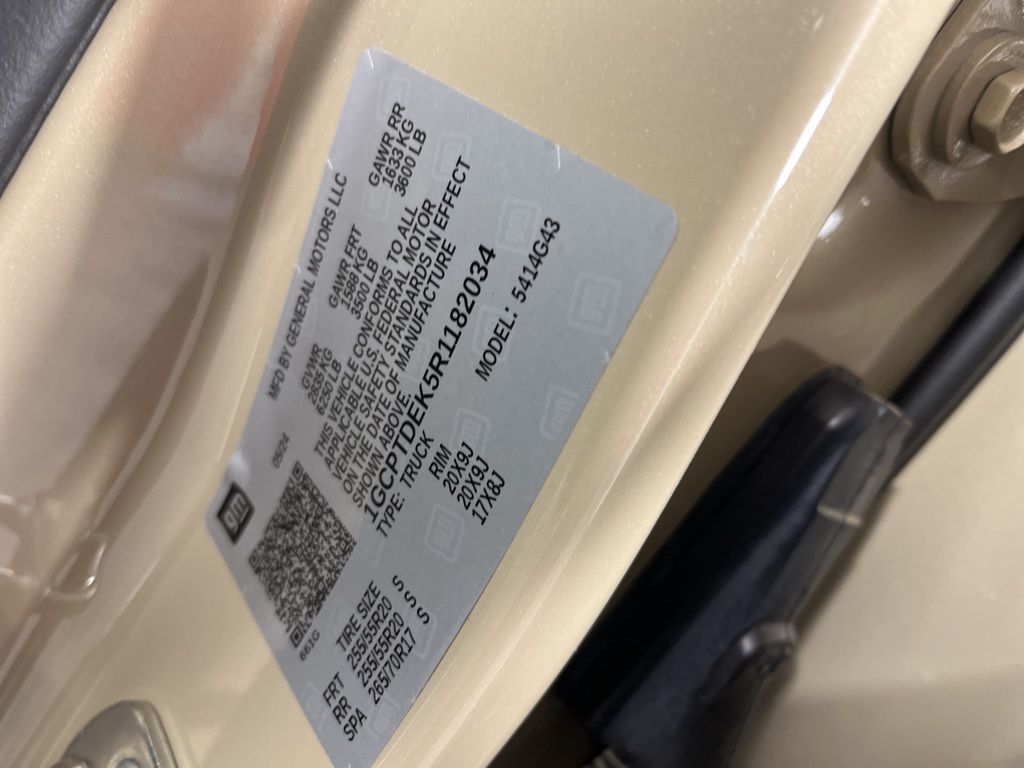 gm
MFD BY GENERAL MOTORS LLC
05/24
GVWR GAWR FRT GAWR RR
2835 KG 1588 KG 1633 KG
6250 LB 3500 LB 3600 LB
THIS VEHICLE CONFORMS TO ALL
APPLICABLE U.S. FEDERAL MOTOR
VEHICLE SAFETY STANDARDS IN EFFECT
ON THE DATE OF MANUFACTURE
SHOWN ABOVE
1GCPTDEK5R1182034
TYPE: TRUCK MODEL: 5414G43
661G
TIRE SIZE RIM
FRT 255/55R20 S 20X9J
RR 255/55R20 S 20X9J
SPA 265/70R17 S 17X8J